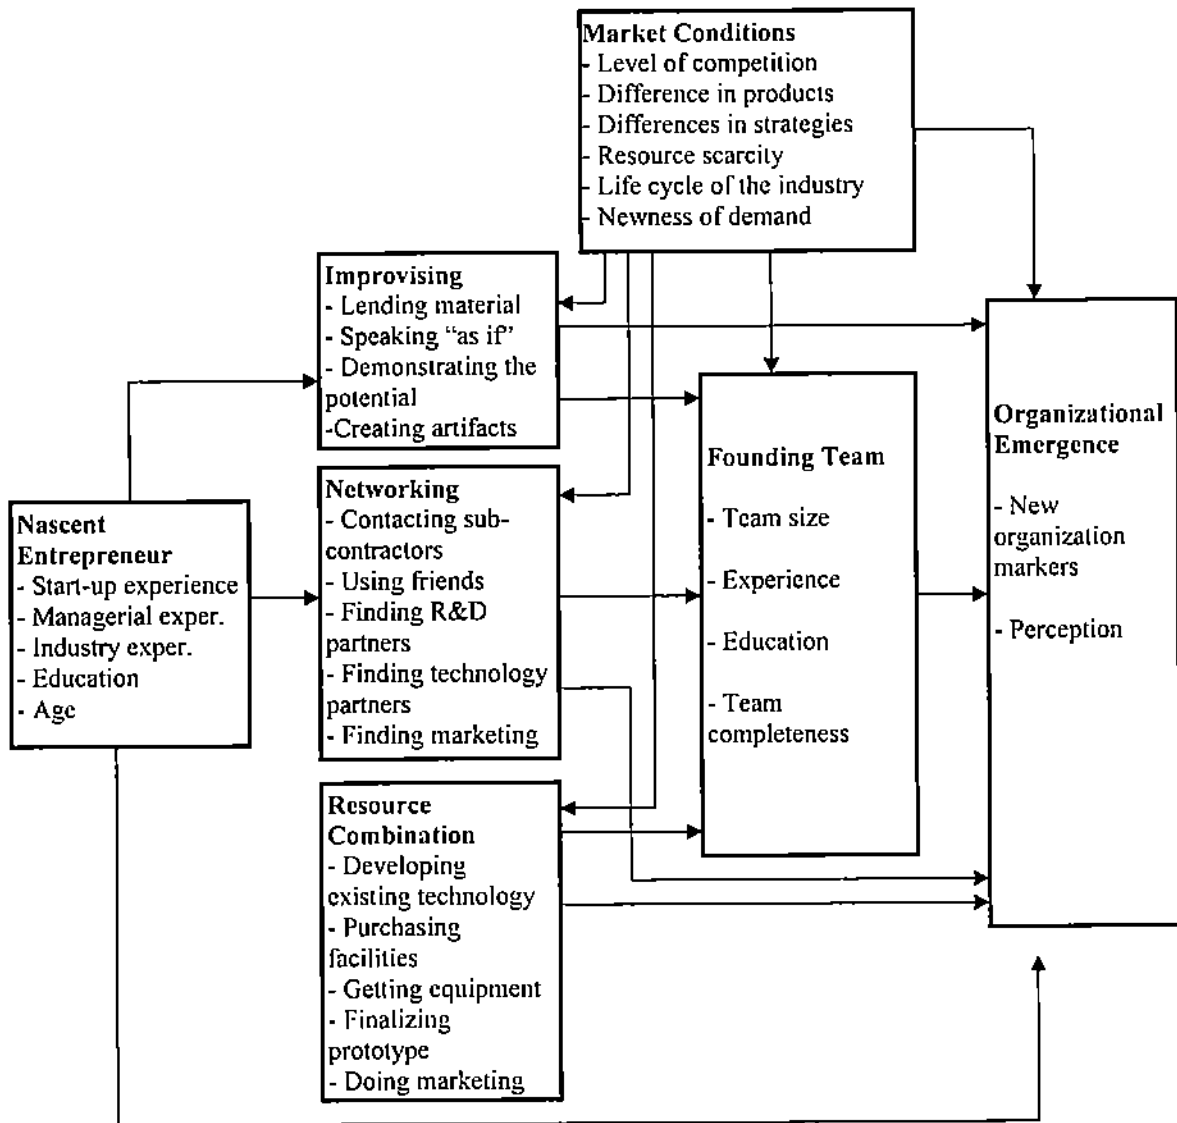 Market Conditions
- Level of competition
- Difference in products
- Differences in strategies
- Resource scarcity
- Life cycle of the industry
- Newness of demand
Improvising
- Lending material
- Speaking “as if”
- Demonstrating the
potential
-Creating artifacts
Networking
- Contacting sub-
contractors
- Using friends
- Finding R&D
partners
- Finding technology
partners
- Finding marketing
Nascent
Entrepreneur
- Start-up experience
- Managerial exper.
- Industry exper.
- Education
- Age
Resource
Combination
- Developing
existing technology
- Purchasing
facilities
- Getting equipment
- Finalizing
prototype
- Doing marketing
Founding Team
- Team size
- Experience
- Education
- Team
completeness
Organizational
Emergence
- New
organization
markers
- Perception